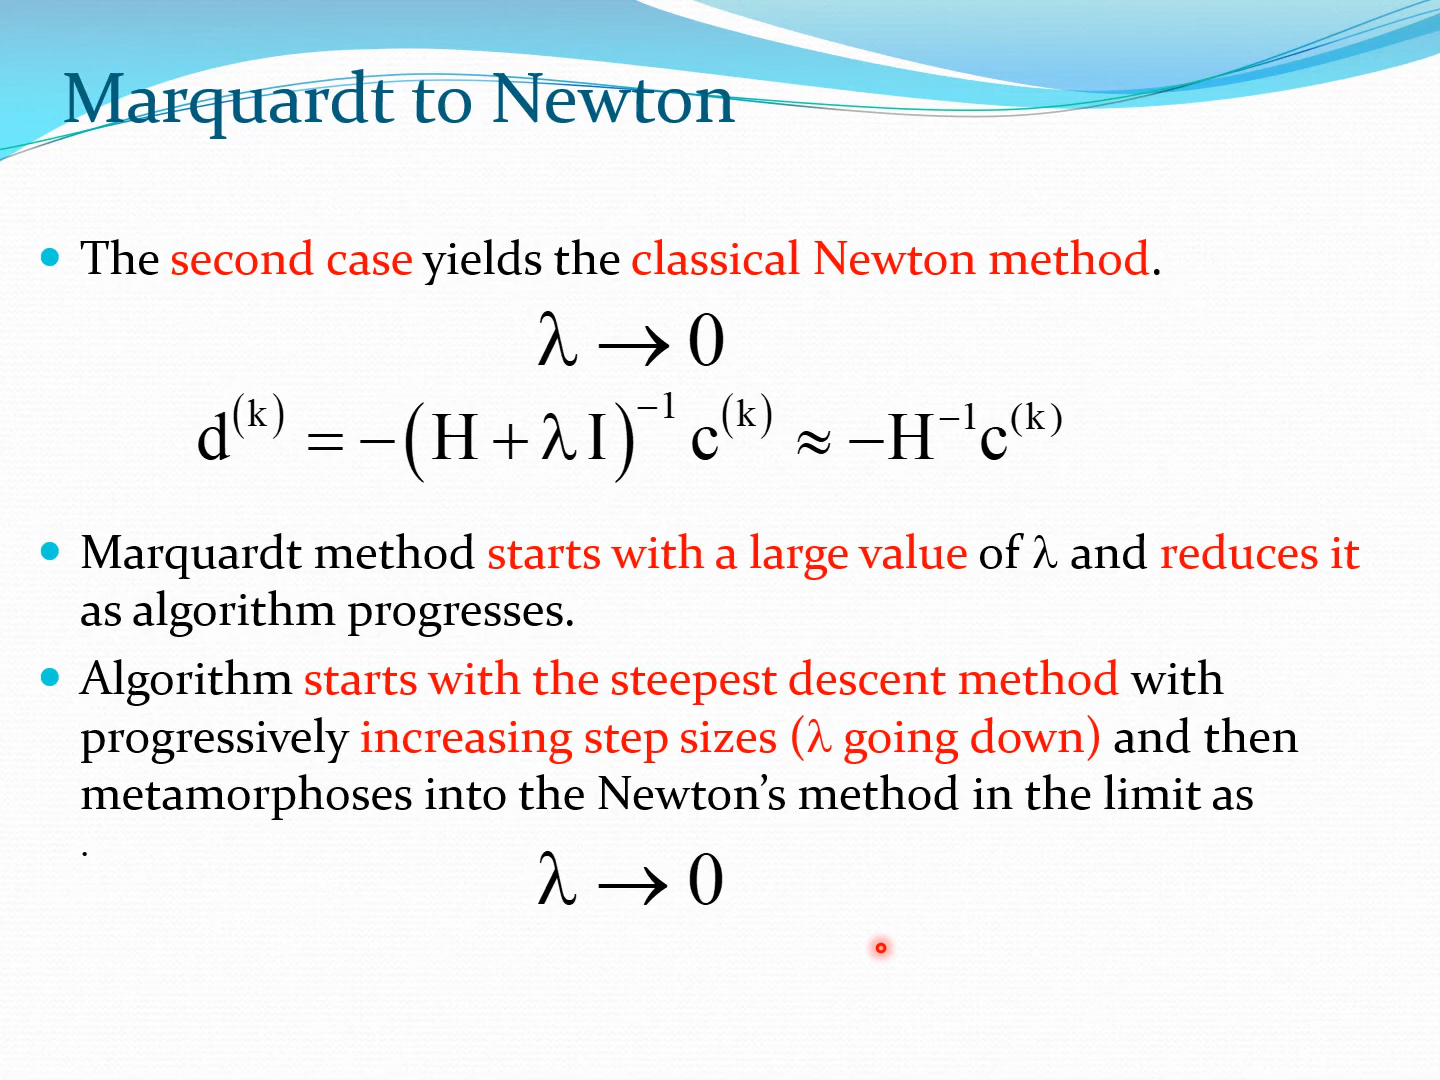 Marquardt to Newton
• The second case yields the classical Newton method.
λ → 0
d^(k) = −(H + λ I)^−1 c^(k) ≈ −H^−1 c^(k)
• Marquardt method starts with a large value of λ and reduces it
as algorithm progresses.
• Algorithm starts with the steepest descent method with
progressively increasing step sizes (λ going down) and then
metamorphoses into the Newton’s method in the limit as
.
λ → 0